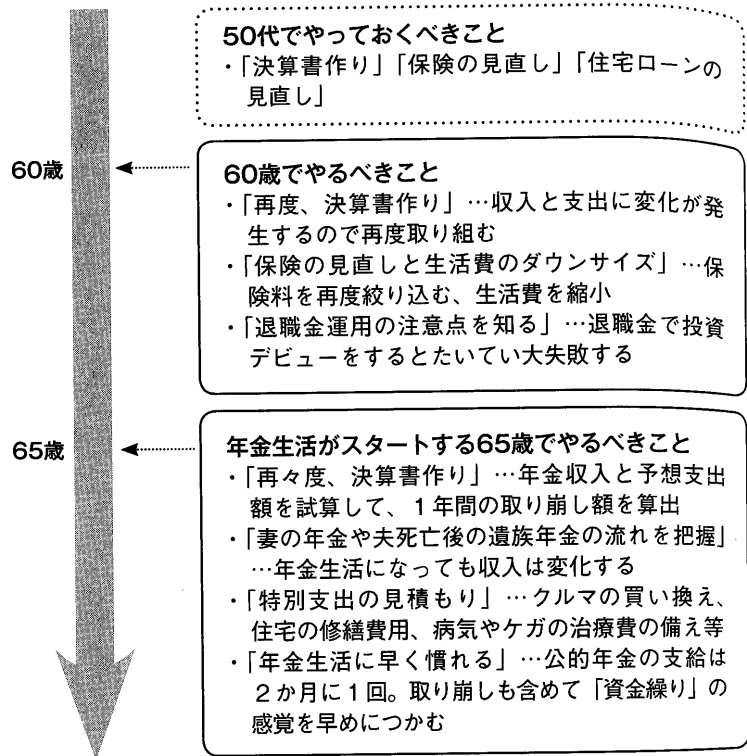 50代でやっておくべきこと
・「決算書作り」「保険の見直し」「住宅ローンの
見直し」
60歳
60歳でやるべきこと
・「再度、決算書作り」…収入と支出に変化が発
生するので再度取り組む
・「保険の見直しと生活費のダウンサイズ」…保
険料を再度絞り込む、生活費を縮小
・「退職金運用の注意点を知る」…退職金で投資
デビューをするとたいてい大失敗する
65歳
年金生活がスタートする65歳でやるべきこと
・「再々度、決算書作り」…年金収入と予想支出
額を試算して、1年間の取り崩し額を算出
・「妻の年金や夫死亡後の遺族年金の流れを把握」
…年金生活になっても収入は変化する
・「特別支出の見積もり」…クルマの買い換え、
住宅の修繕費用、病気やケガの治療費の備え等
・「年金生活に早く慣れる」…公的年金の支給は
2か月に1回。取り崩しも含めて「資金繰り」の
感覚を早めにつかむ